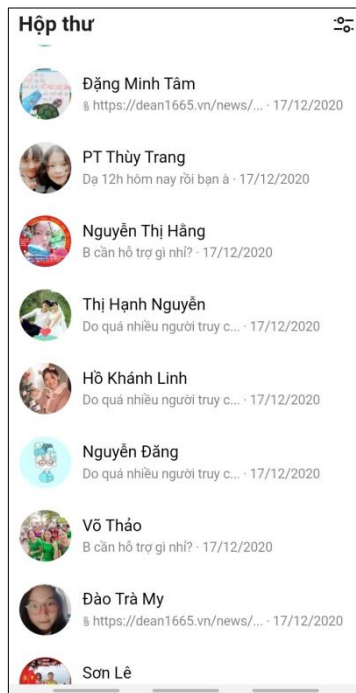 Hộp thư
Đặng Minh Tâm
https://dean1665.vn/news/... · 17/12/2020
PT Thùy Trang
Dạ 12h hôm nay rồi bạn à · 17/12/2020
Nguyễn Thị Hằng
B cần hỗ trợ gì nhỉ? · 17/12/2020
Thị Hạnh Nguyễn
Do quá nhiều người truy c... · 17/12/2020
Hồ Khánh Linh
Do quá nhiều người truy c... · 17/12/2020
Nguyễn Đăng
Do quá nhiều người truy c... · 17/12/2020
Võ Thảo
B cần hỗ trợ gì nhỉ? · 17/12/2020
Đào Trà My
https://dean1665.vn/news/... · 17/12/2020
Sơn Lê